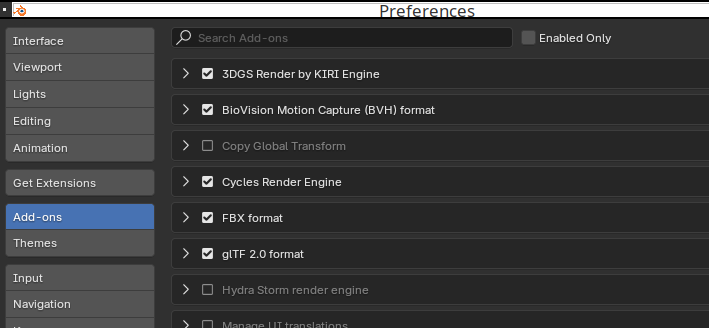 Preferences
Interface
Viewport
Lights
Editing
Animation
Get Extensions
Add-ons
Themes
Input
Navigation
Search Add-ons
Enabled Only
3DGS Render by KIRI Engine
BioVision Motion Capture (BVH) format
Copy Global Transform
Cycles Render Engine
FBX format
glTF 2.0 format
Hydra Storm render engine
Manage UI translations